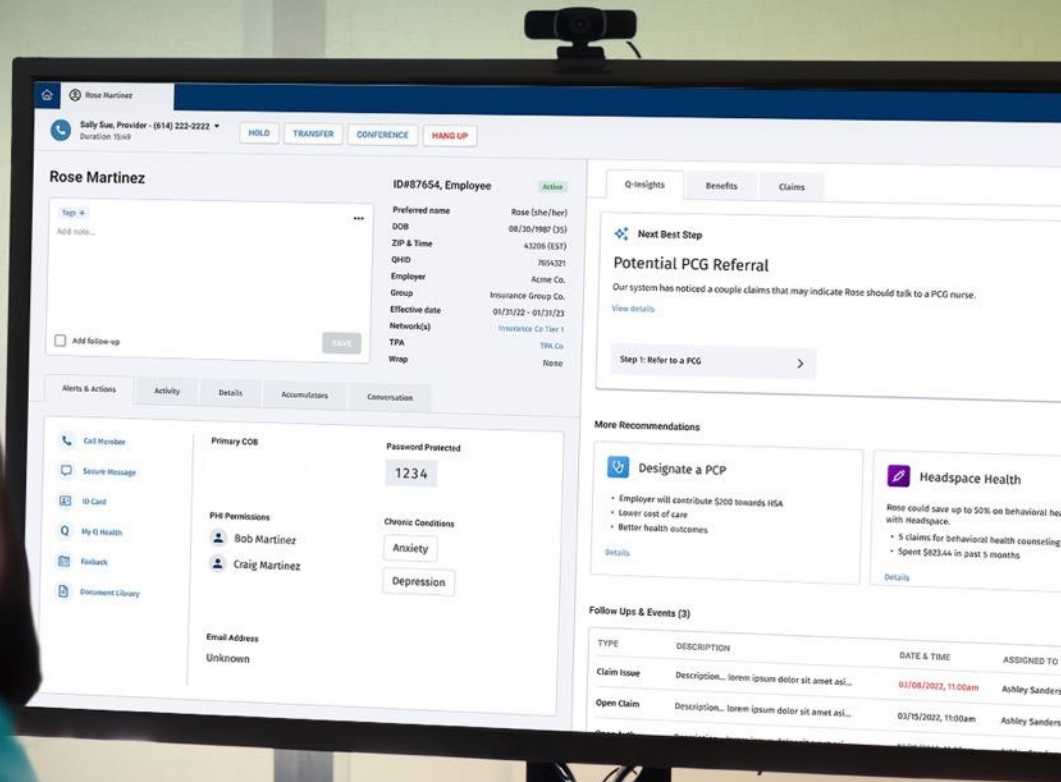 Rose Martinez
Sally Sue, Provider - (614) 222-2222
Duration 15:49
HOLD
TRANSFER
CONFERENCE
HANG UP
Rose Martinez
Tags +
Add note...
Add follow-up
SAVE
ID#87654, Employee
Active
Preferred name Rose (she/her)
DOB 08/30/1987 (35)
ZIP & Time 43206 (EST)
QHID 7654321
Employer Acme Co.
Group Insurance Group Co.
Effective date 01/31/22 - 01/31/23
Network(s) Insurance Co Tier 1
TPA TPA Co
Wrap None
Alerts & Actions
Activity
Details
Accumulators
Conversation
Call Member
Secure Message
ID Card
My Q Health
Faxback
Document Library
Primary COB
PHI Permissions
Bob Martinez
Craig Martinez
Email Address
Unknown
Password Protected
1234
Chronic Conditions
Anxiety
Depression
Q-Insights
Benefits
Claims
Next Best Step
Potential PCG Referral
Our system has noticed a couple claims that may indicate Rose should talk to a PCG nurse.
View details
Step 1: Refer to a PCG
More Recommendations
Designate a PCP
• Employer will contribute $200 towards HSA
• Lower cost of care
• Better health outcomes
Details
Headspace Health
Rose could save up to 50% on behavioral hea
with Headspace.
• 5 claims for behavioral health counseling
• Spent $823.44 in past 5 months
Details
Follow Ups & Events (3)
TYPE DESCRIPTION DATE & TIME ASSIGNED TO
Claim Issue Description... lorem ipsum dolor sit amet asi... 03/08/2022, 11:00am Ashley Sanders
Open Claim Description... lorem ipsum dolor sit amet asi... 03/15/2022, 11:00am Ashley Sanders